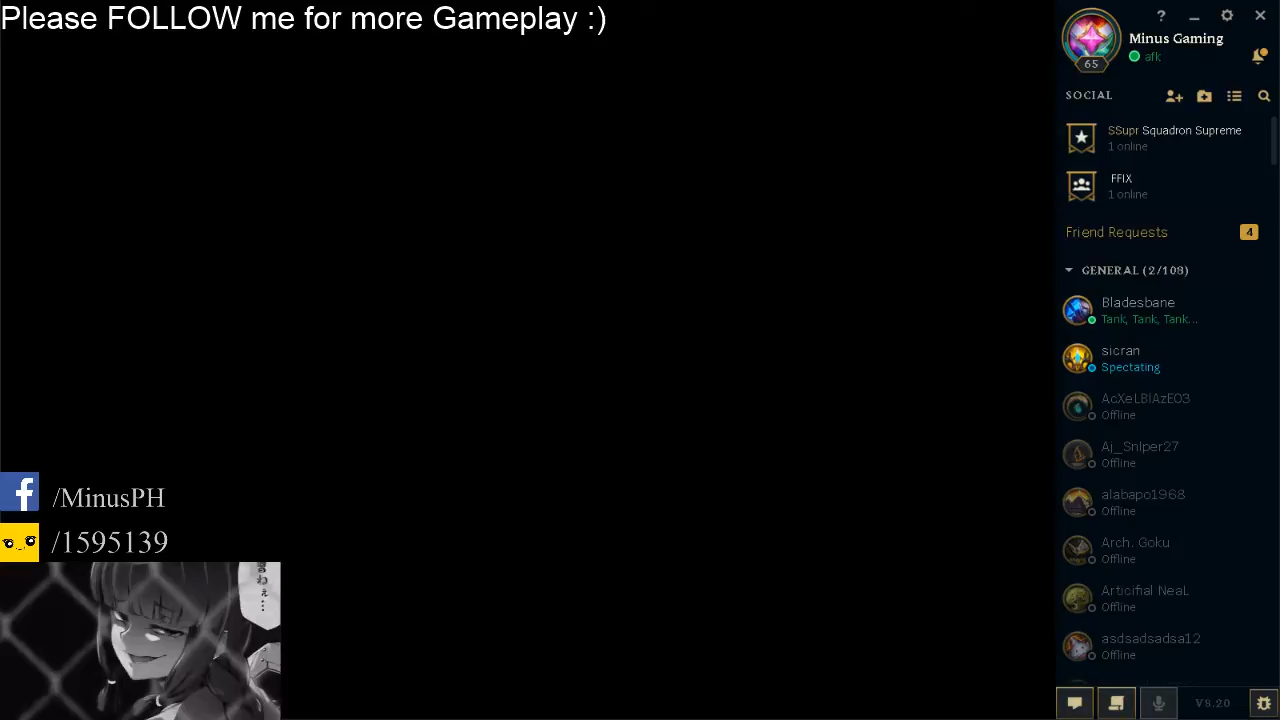 Please FOLLOW me for more Gameplay :)
Minus Gaming
afk
65
SOCIAL
SSupr Squadron Supreme
1 online
FFIX
1 online
Friend Requests
4
GENERAL (2/108)
Bladesbane
Tank, Tank, Tank...
sicran
Spectating
AcXeLBlAzE03
Offline
Aj__Sn1per27
Offline
alabapo1968
Offline
Arch. Goku
Offline
Articifial NeaL
Offline
asdsadsadsa12
Offline
V8.20
/MinusPH
/1595139